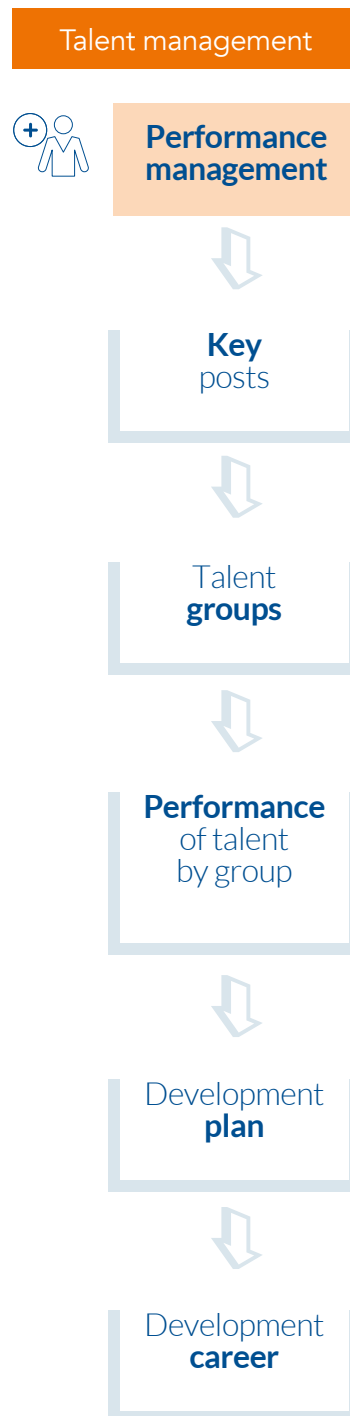 Talent management
Performance
management
Key
posts
Talent
groups
Performance
of talent
by group
Development
plan
Development
career